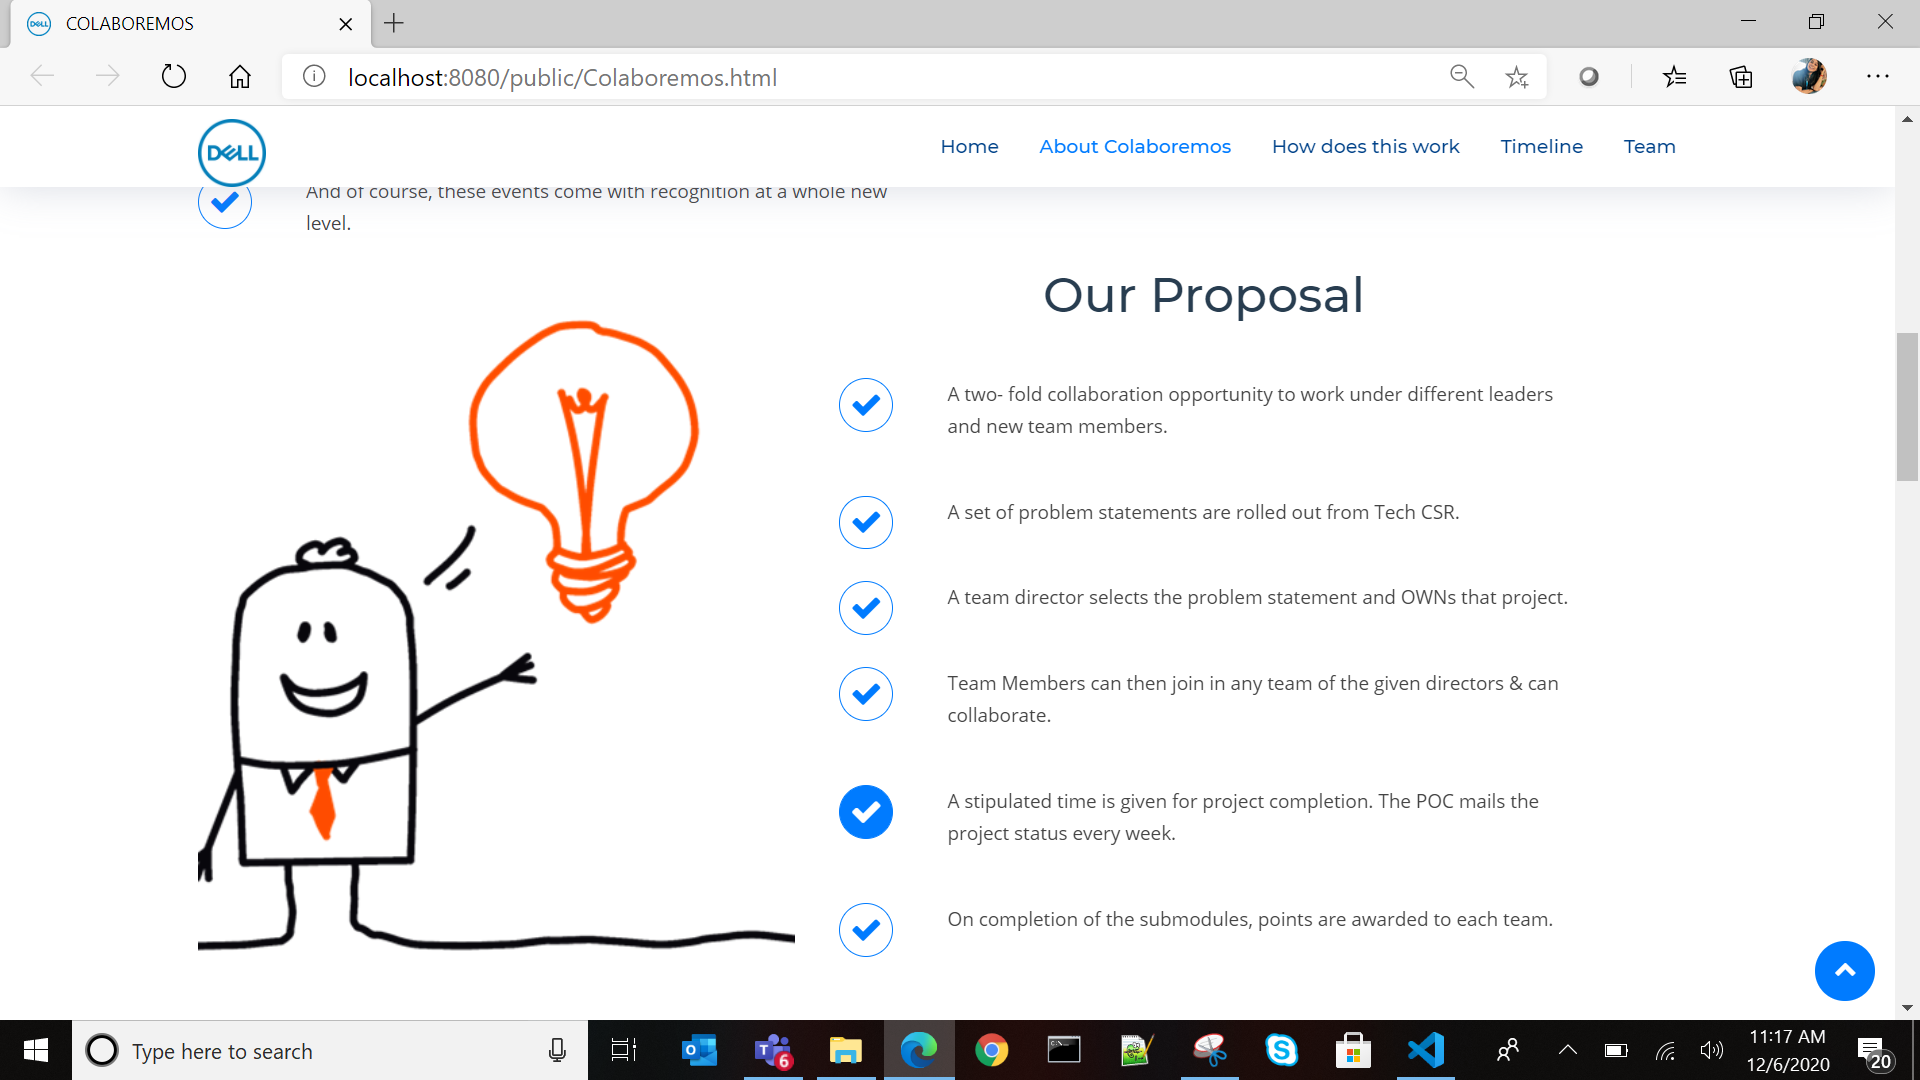 DELL
COLABOREMOS
localhost:8080/public/Colaboremos.html
DELL
Home
About Colaboremos
How does this work
Timeline
Team
And of course, these events come with recognition at a whole new
level.
Our Proposal
A two- fold collaboration opportunity to work under different leaders
and new team members.
A set of problem statements are rolled out from Tech CSR.
A team director selects the problem statement and OWNs that project.
Team Members can then join in any team of the given directors & can
collaborate.
A stipulated time is given for project completion. The POC mails the
project status every week.
On completion of the submodules, points are awarded to each team.
Type here to search
6
11:17 AM
12/6/2020
20